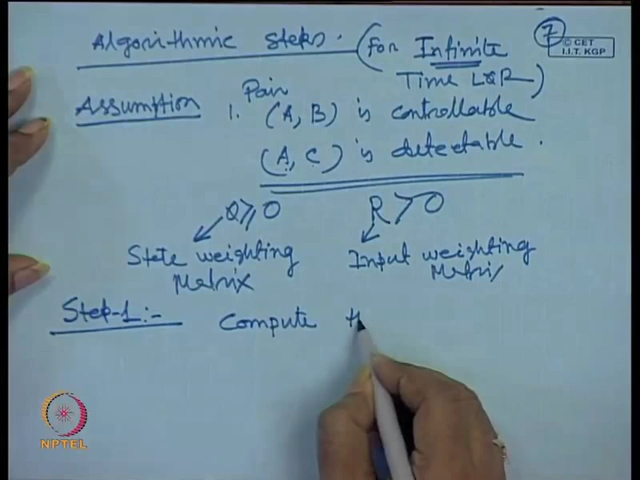 Algorithmic Steps. (For Infinite
Time LQR)
7
© CET
I.I.T. KGP
Assumption 1. Pair (A, B) is controllable
(A, C) is detectable.
Q ≥ 0 R > 0
State weighting Matrix
Input weighting Matrix
Step-1:- Compute
NPTEL